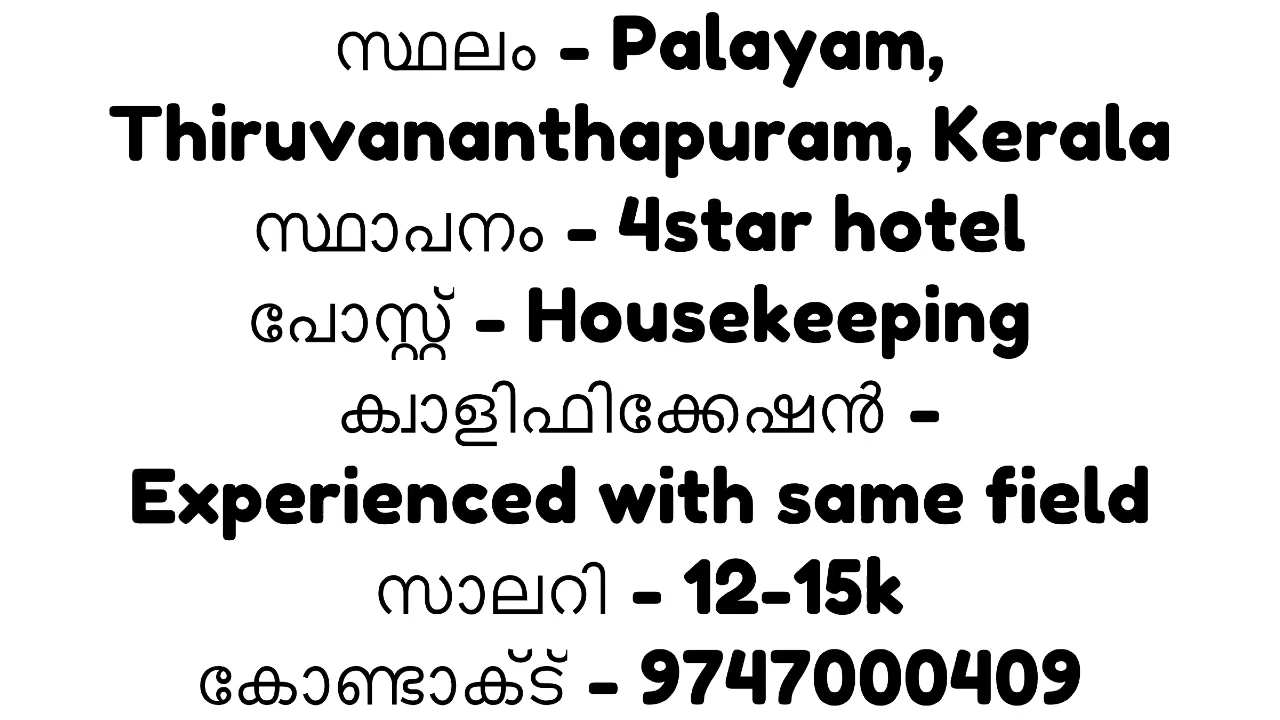 സ്ഥലം - Palayam,
Thiruvananthapuram, Kerala
സ്ഥാപനം - 4star hotel
പോസ്റ്റ് - Housekeeping
ക്വാളിഫിക്കേഷൻ -
Experienced with same field
സാലറി - 12-15k
കോണ്ടാക്ട് - 9747000409